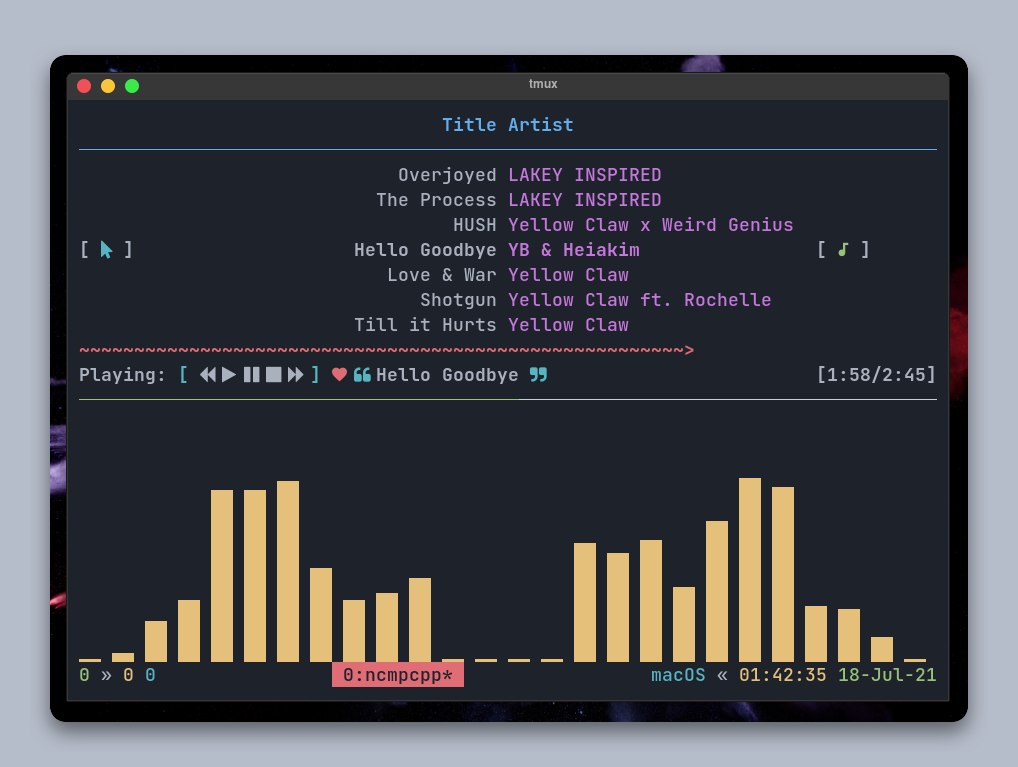 tmux
Title Artist
Overjoyed LAKEY INSPIRED
The Process LAKEY INSPIRED
HUSH Yellow Claw x Weird Genius
[ ] Hello Goodbye YB & Heiakim [ ♪ ]
Love & War Yellow Claw
Shotgun Yellow Claw ft. Rochelle
Till it Hurts Yellow Claw
~~~~~~~~~~~~~~~~~~~~~~~~~~~~~~~~~~~~~~~~~~~~~~~~~~~~~~~>
Playing: [ ⏪ ▶ ⏸ ⏹ ⏩ ] ♥ ❝ Hello Goodbye ❞ [1:58/2:45]
0 » 0 0 0:ncmpcpp* macOS « 01:42:35 18-Jul-21